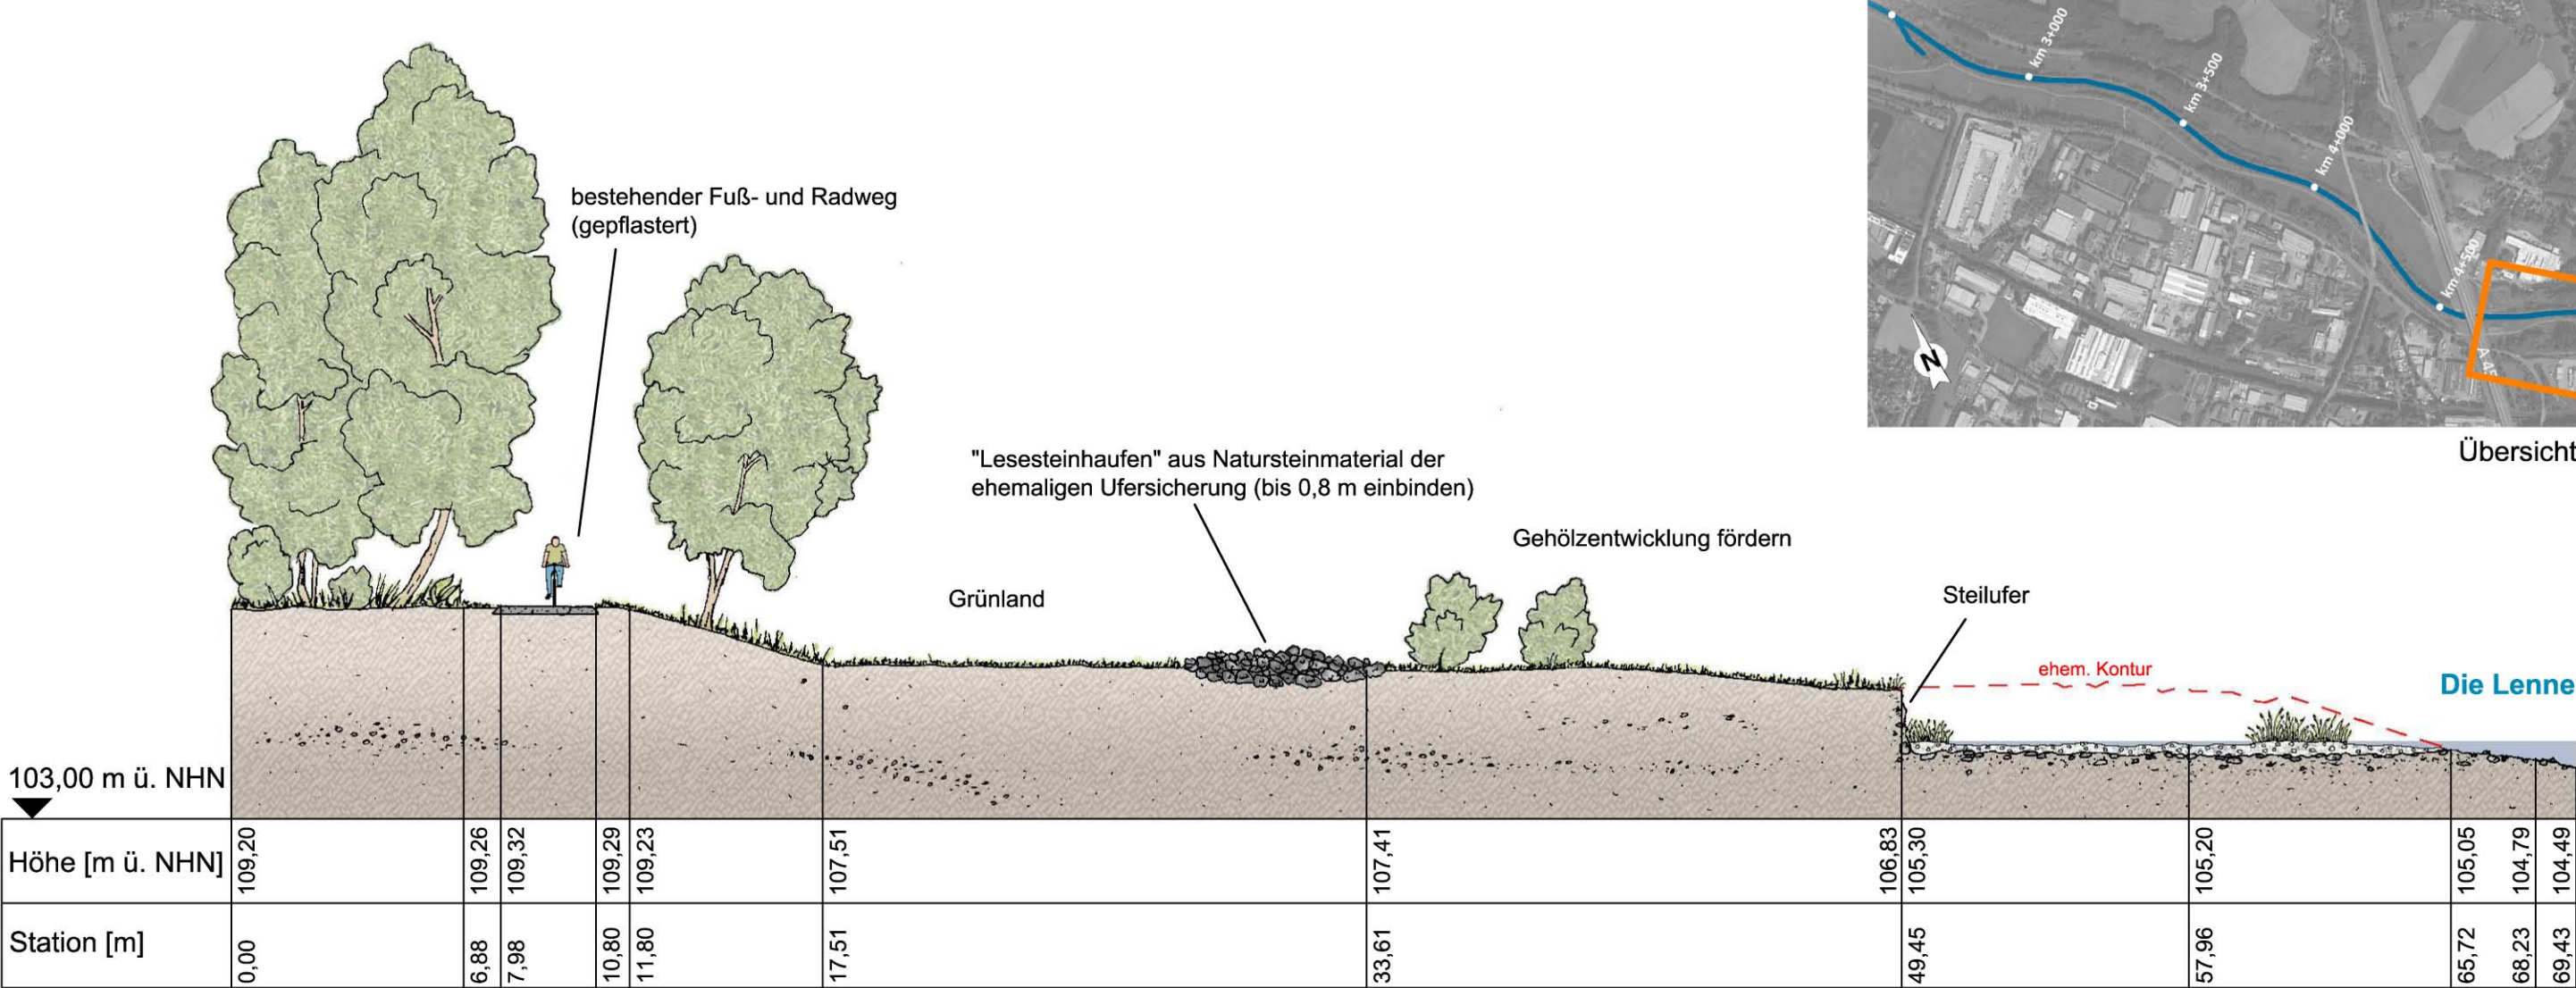 km 3+000
km 3+500
km 4+000
km 4+500
A 45
N
Übersicht
bestehender Fuß- und Radweg
(gepflastert)
"Lesesteinhaufen" aus Natursteinmaterial der
ehemaligen Ufersicherung (bis 0,8 m einbinden)
Gehölzentwicklung fördern
Grünland
Steilufer
ehem. Kontur
Die Lenne
103,00 m ü. NHN
Höhe [m ü. NHN] 109,20 109,26 109,32 109,29 109,23 107,51 107,41 106,83 105,30 105,20 105,05 104,79 104,49
Station [m] 0,00 6,88 7,98 10,80 11,80 17,51 33,61 49,45 57,96 65,72 68,23 69,43